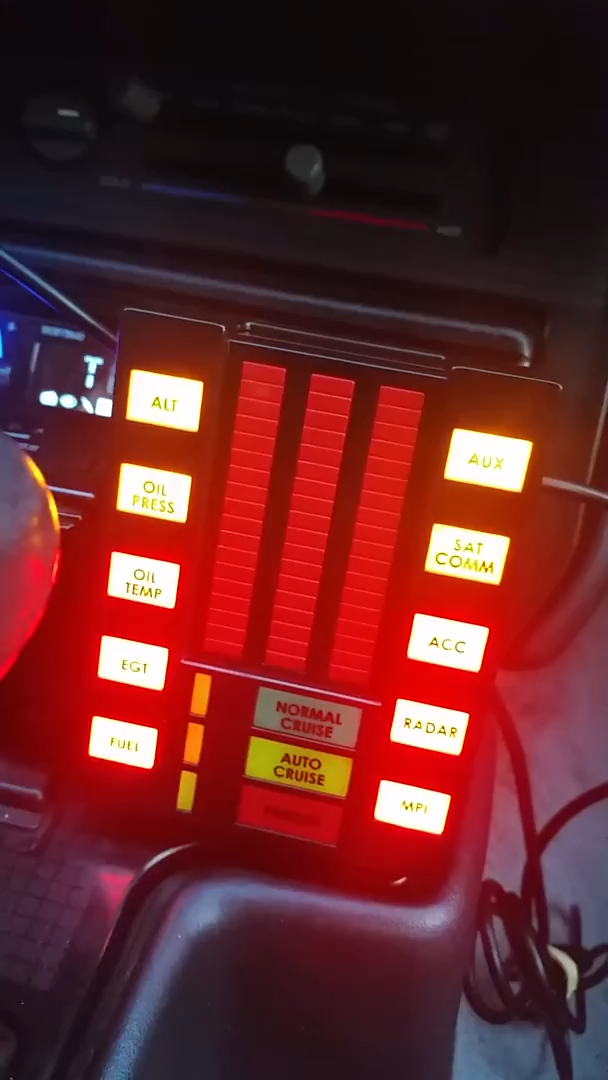 ALT
OIL
PRESS
OIL
TEMP
EGT
FUEL
NORMAL
CRUISE
AUTO
CRUISE
AUX
SAT
COMM
ACC
RADAR
MPI